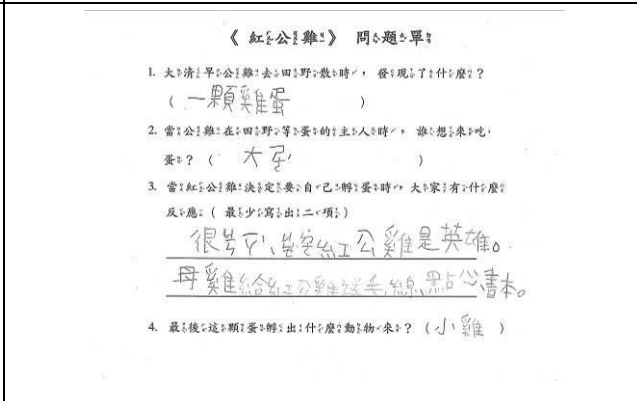 《 紅公雞 》 問題單
1. 大清早公雞去田野散時，發現了什麼？
( 一顆雞蛋 )
2. 當公雞在田野等蛋的主人時，誰想來吃
蛋？ ( 大 )
3. 當紅公雞決定要自己孵蛋時，大家有什麼
反應 ( 最少寫出二項 )
很 紅公雞是英雄。
母雞給紅公雞送毛線、點心、書本。
4. 最後這顆蛋孵出什麼動物來？ ( 小雞 )